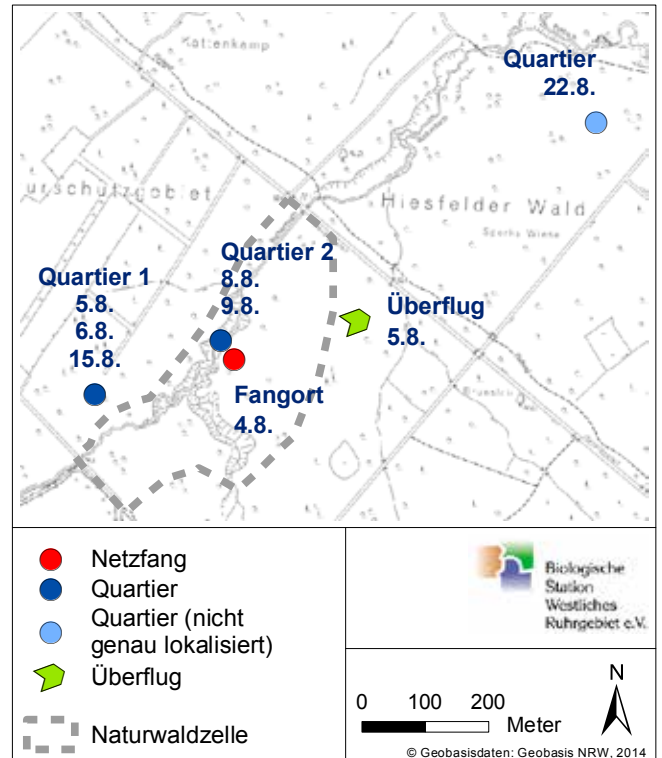 Kattenkamp
Quartier
22.8.
urschutzgebiet
Hiesfelder Wald
Quartier 2
8.8.
9.8.
Quartier 1
5.8.
6.8.
15.8.
Überflug
5.8.
Fangort
4.8.
Netzfang
Quartier
Quartier (nicht
genau lokalisiert)
Überflug
Naturwaldzelle
Biologische
Station
Westliches
Ruhrgebiet e.V.
N
0 100 200
Meter
© Geobasisdaten: Geobasis NRW, 2014